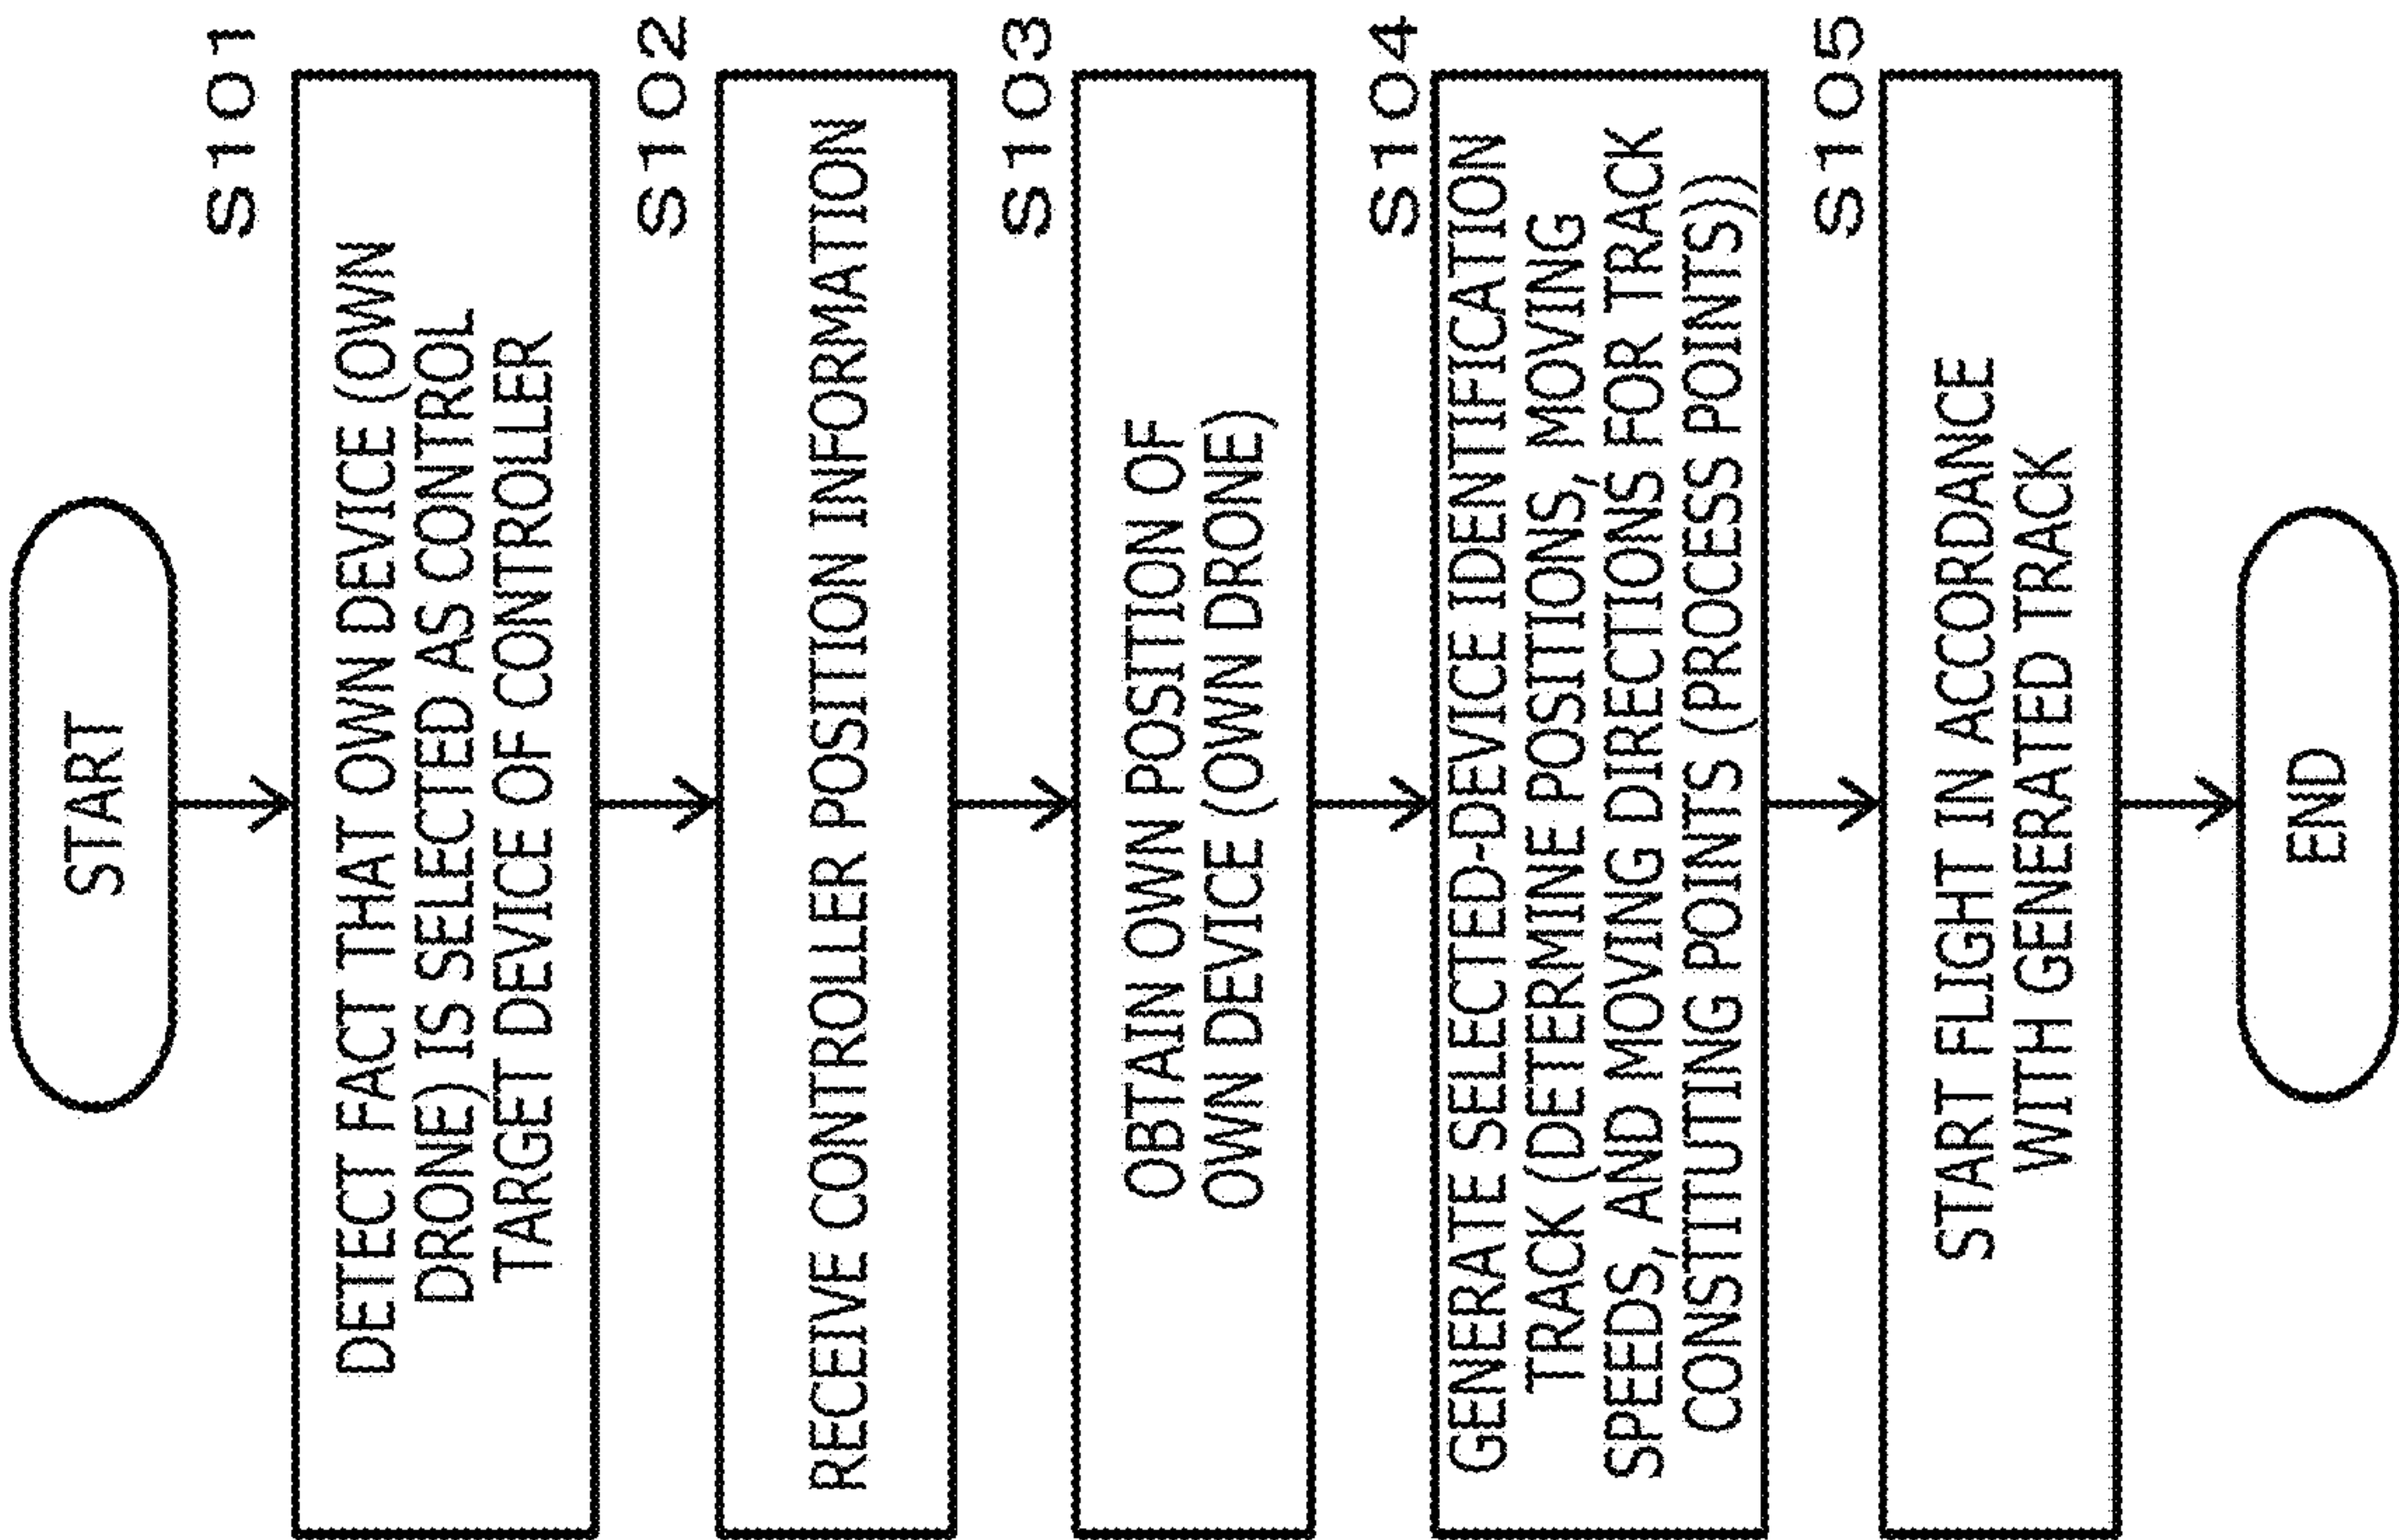 START
S101
DETECT FACT THAT OWN DEVICE (OWN
DRONE) IS SELECTED AS CONTROL
TARGET DEVICE OF CONTROLLER
S102
RECEIVE CONTROLLER POSITION INFORMATION
S103
OBTAIN OWN POSITION OF
OWN DEVICE (OWN DRONE)
S104
GENERATE SELECTED-DEVICE IDENTIFICATION
TRACK (DETERMINE POSITIONS, MOVING
SPEEDS, AND MOVING DIRECTIONS FOR TRACK
CONSTITUTING POINTS (PROCESS POINTS))
S105
START FLIGHT IN ACCORDANCE
WITH GENERATED TRACK
END